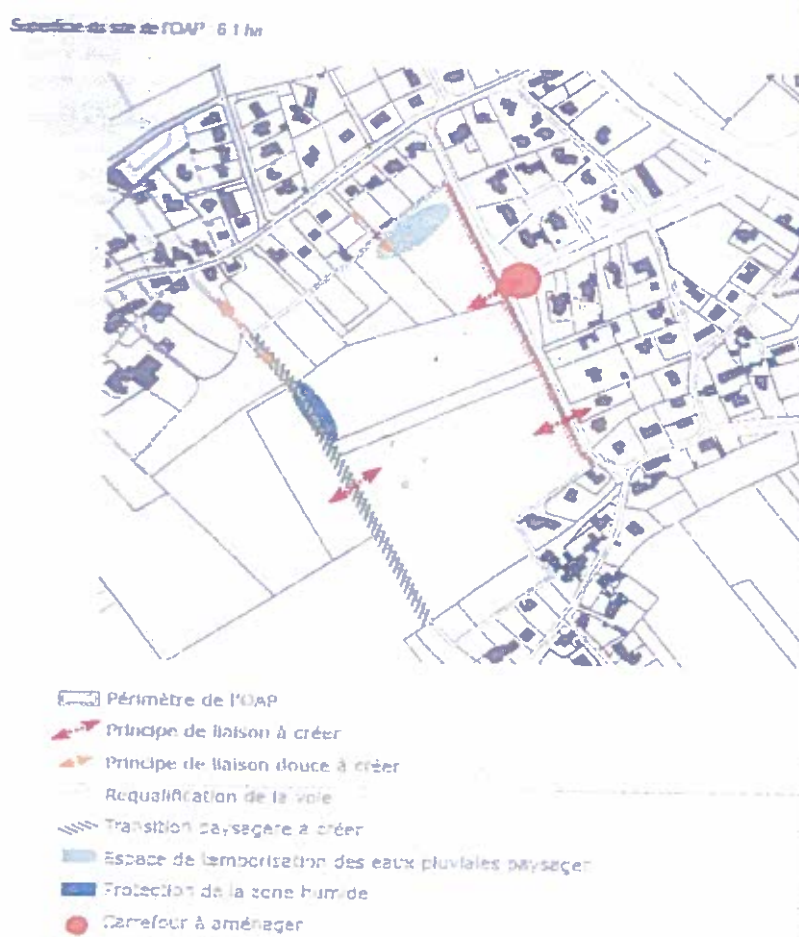 Superficie du site de l'OAP : 6.1 ha
Périmètre de l'OAP
Principe de liaison à créer
Principe de liaison douce à créer
Requalification de la voie
Transition paysagère à créer
Espace de temporisation des eaux pluviales paysager
Protection de la zone humide
Carrefour à aménager